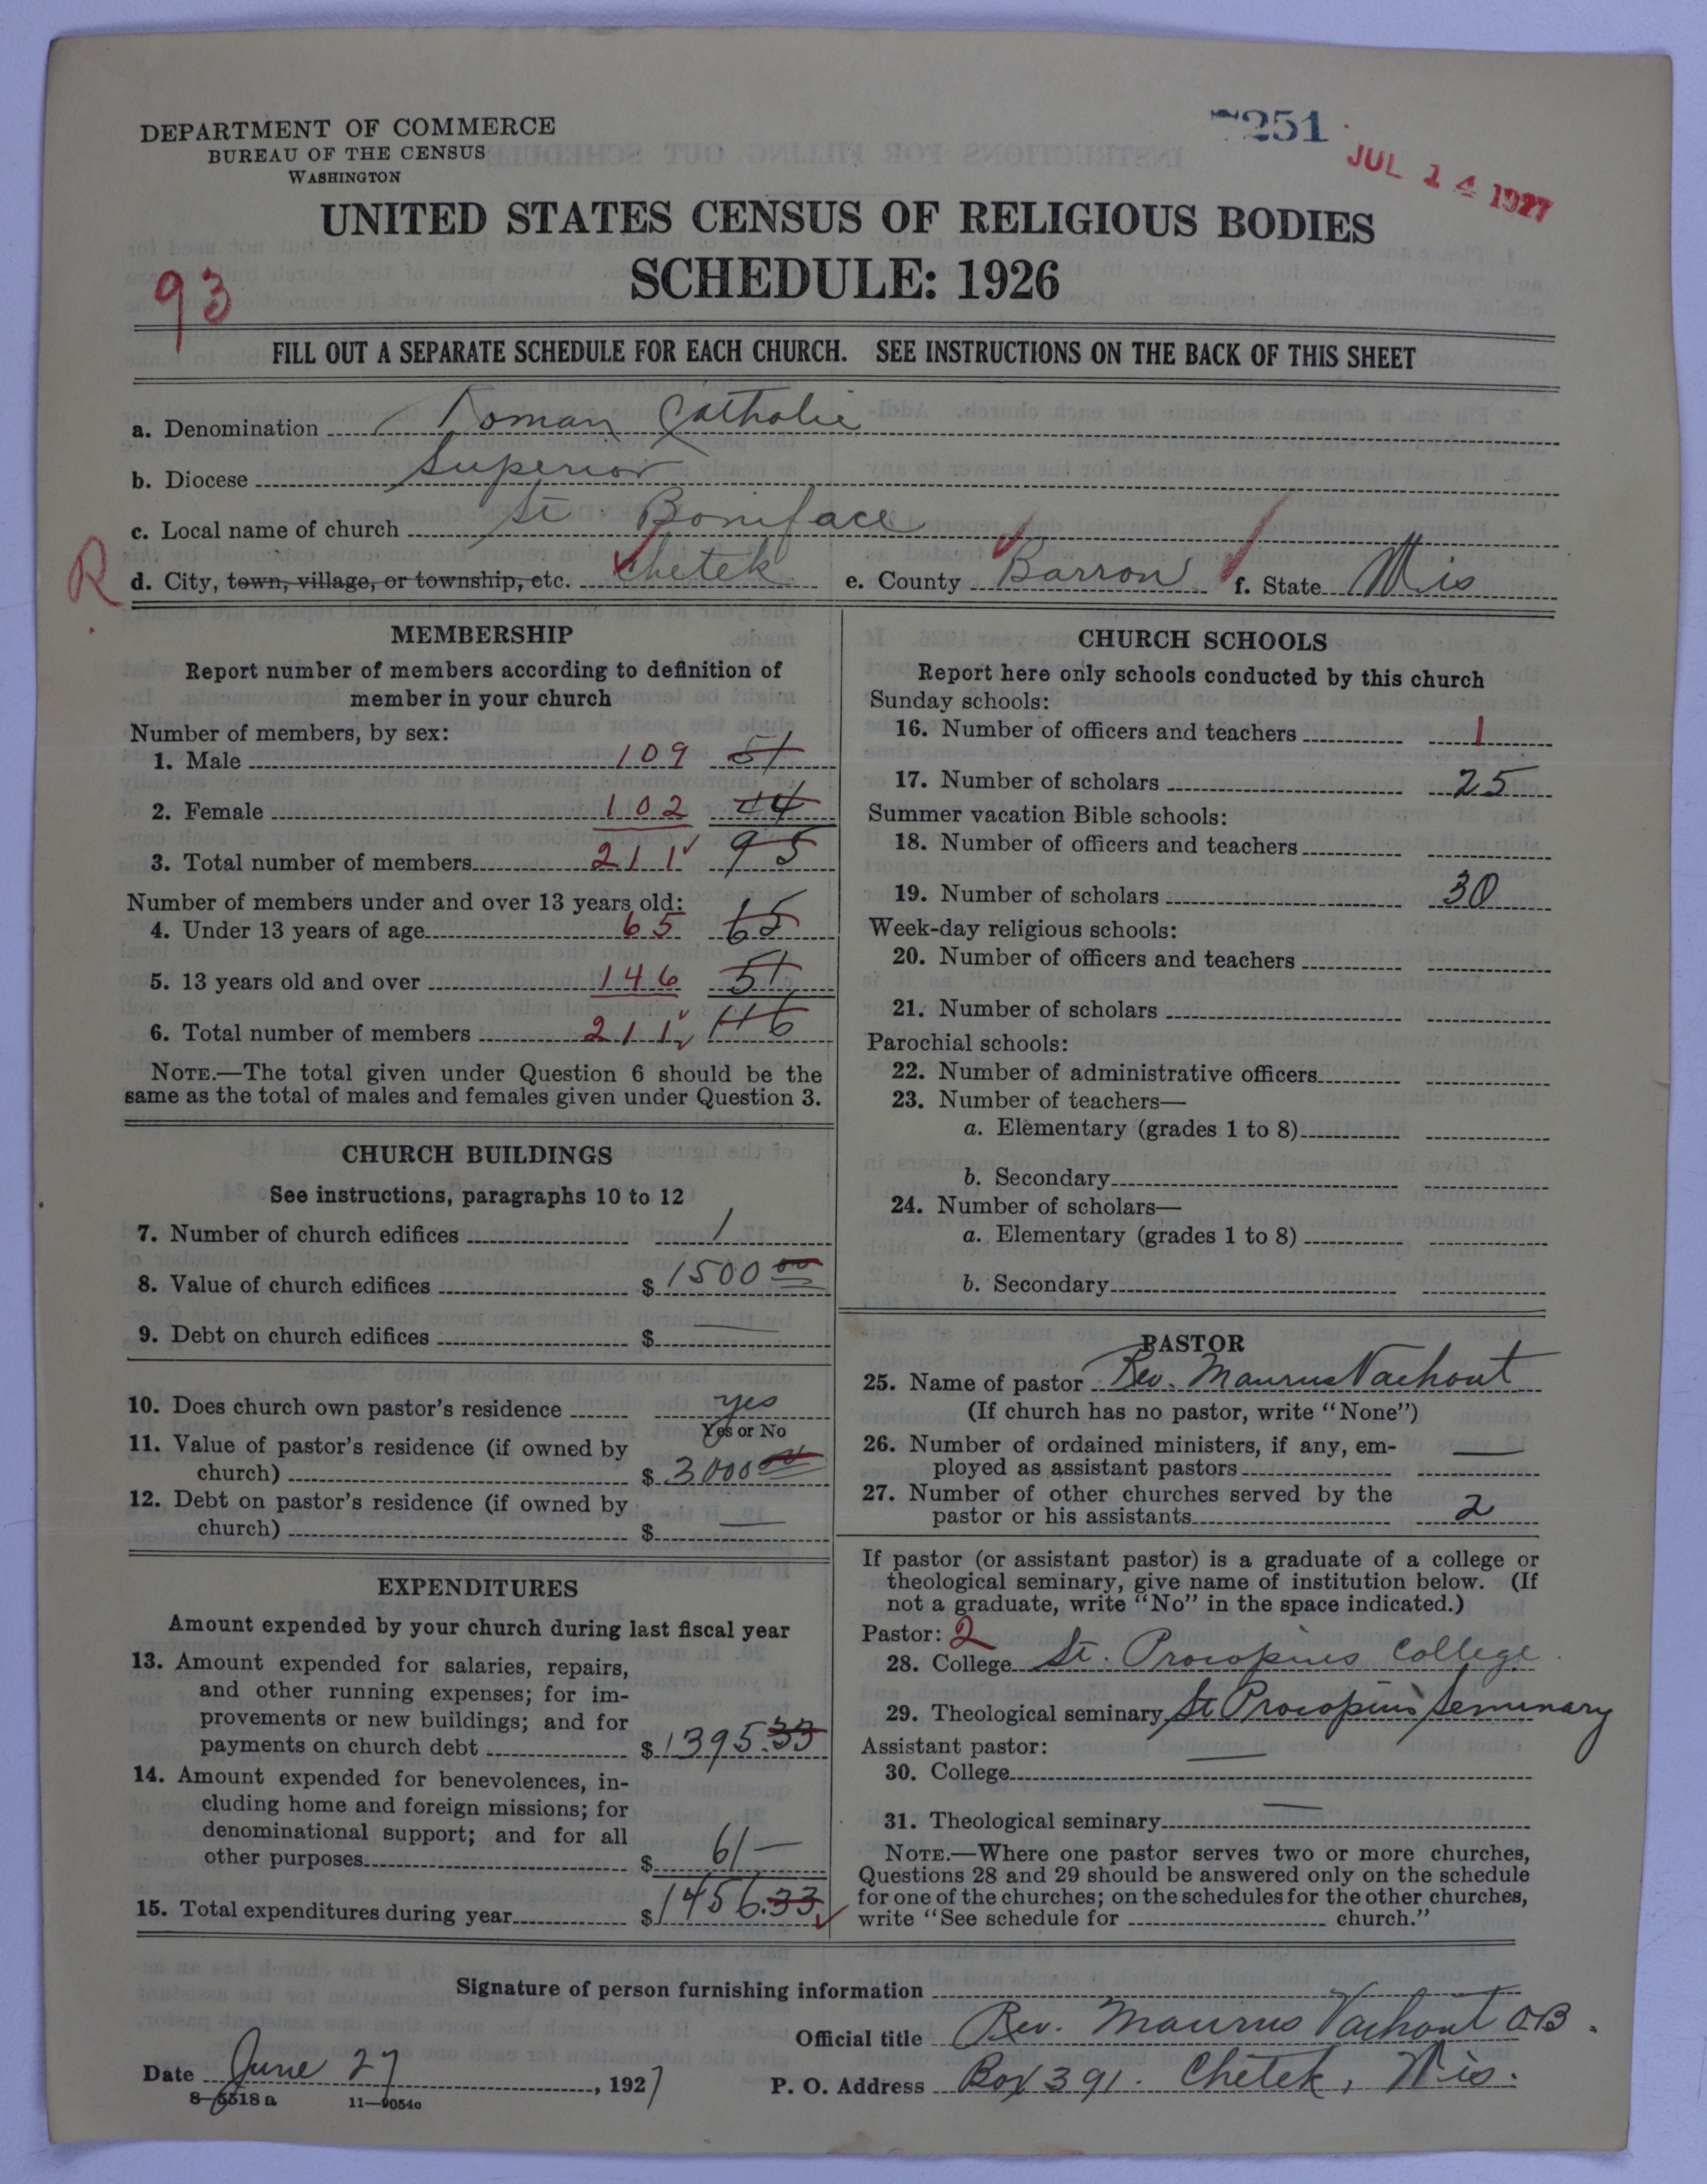 DEPARTMENT OF COMMERCE
BUREAU OF THE CENSUS
WASHINGTON
7251
JUL 14 1927
UNITED STATES CENSUS OF RELIGIOUS BODIES
SCHEDULE: 1926
93
FILL OUT A SEPARATE SCHEDULE FOR EACH CHURCH. SEE INSTRUCTIONS ON THE BACK OF THIS SHEET
a. Denomination Roman Catholic
b. Diocese Superior
c. Local name of church St Boniface
R
d. City, town, village, or township, etc. Chetek e. County Barron f. State Wis
MEMBERSHIP
Report number of members according to definition of
member in your church
Number of members, by sex:
1. Male 109 51
2. Female 102 44
3. Total number of members 211 95
Number of members under and over 13 years old:
4. Under 13 years of age 65 65
5. 13 years old and over 146 51
6. Total number of members 211 116
NOTE.—The total given under Question 6 should be the
same as the total of males and females given under Question 3.
CHURCH BUILDINGS
See instructions, paragraphs 10 to 12
7. Number of church edifices 1
8. Value of church edifices $ 1500 00
9. Debt on church edifices $ —
10. Does church own pastor's residence yes
Yes or No
11. Value of pastor's residence (if owned by
church) $ 3000 00
12. Debt on pastor's residence (if owned by
church) $ —
EXPENDITURES
Amount expended by your church during last fiscal year
13. Amount expended for salaries, repairs,
and other running expenses; for im-
provements or new buildings; and for
payments on church debt $ 1395.33
14. Amount expended for benevolences, in-
cluding home and foreign missions; for
denominational support; and for all
other purposes $ 61—
15. Total expenditures during year $ 1456.33
CHURCH SCHOOLS
Report here only schools conducted by this church
Sunday schools:
16. Number of officers and teachers 1
17. Number of scholars 25
Summer vacation Bible schools:
18. Number of officers and teachers
19. Number of scholars 30
Week-day religious schools:
20. Number of officers and teachers
21. Number of scholars
Parochial schools:
22. Number of administrative officers
23. Number of teachers—
a. Elementary (grades 1 to 8)
b. Secondary
24. Number of scholars—
a. Elementary (grades 1 to 8)
b. Secondary
PASTOR
25. Name of pastor Rev. Maurus Vachout
(If church has no pastor, write "None")
26. Number of ordained ministers, if any, em-
ployed as assistant pastors —
27. Number of other churches served by the
pastor or his assistants 2
If pastor (or assistant pastor) is a graduate of a college or
theological seminary, give name of institution below. (If
not a graduate, write "No" in the space indicated.)
Pastor: 2
28. College St. Procopius College
29. Theological seminary St Procopius Seminary
Assistant pastor:
30. College —
31. Theological seminary —
NOTE.—Where one pastor serves two or more churches,
Questions 28 and 29 should be answered only on the schedule
for one of the churches; on the schedules for the other churches,
write "See schedule for church."
Signature of person furnishing information
Official title Rev. Maurus Vachout OSB.
Date June 27, 1927 P. O. Address Box 391. Chetek, Wis.
8-5518 a 11—9054c